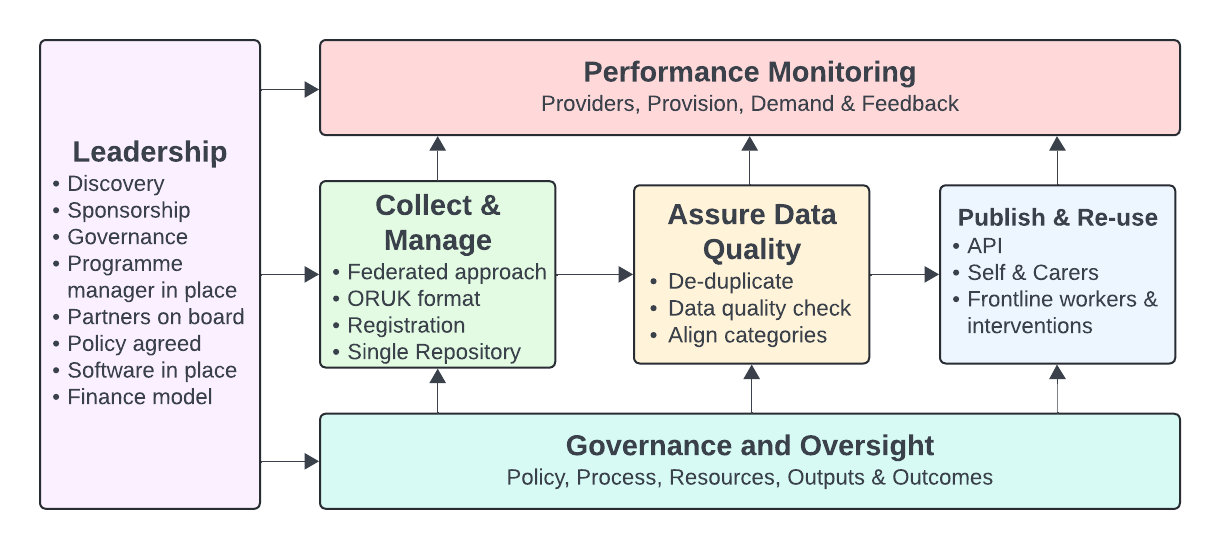 Leadership
• Discovery
• Sponsorship
• Governance
• Programme
manager in place
• Partners on board
• Policy agreed
• Software in place
• Finance model
Performance Monitoring
Providers, Provision, Demand & Feedback
Collect &
Manage
• Federated approach
• ORUK format
• Registration
• Single Repository
Assure Data
Quality
• De-duplicate
• Data quality check
• Align categories
Publish & Re-use
• API
• Self & Carers
• Frontline workers &
interventions
Governance and Oversight
Policy, Process, Resources, Outputs & Outcomes